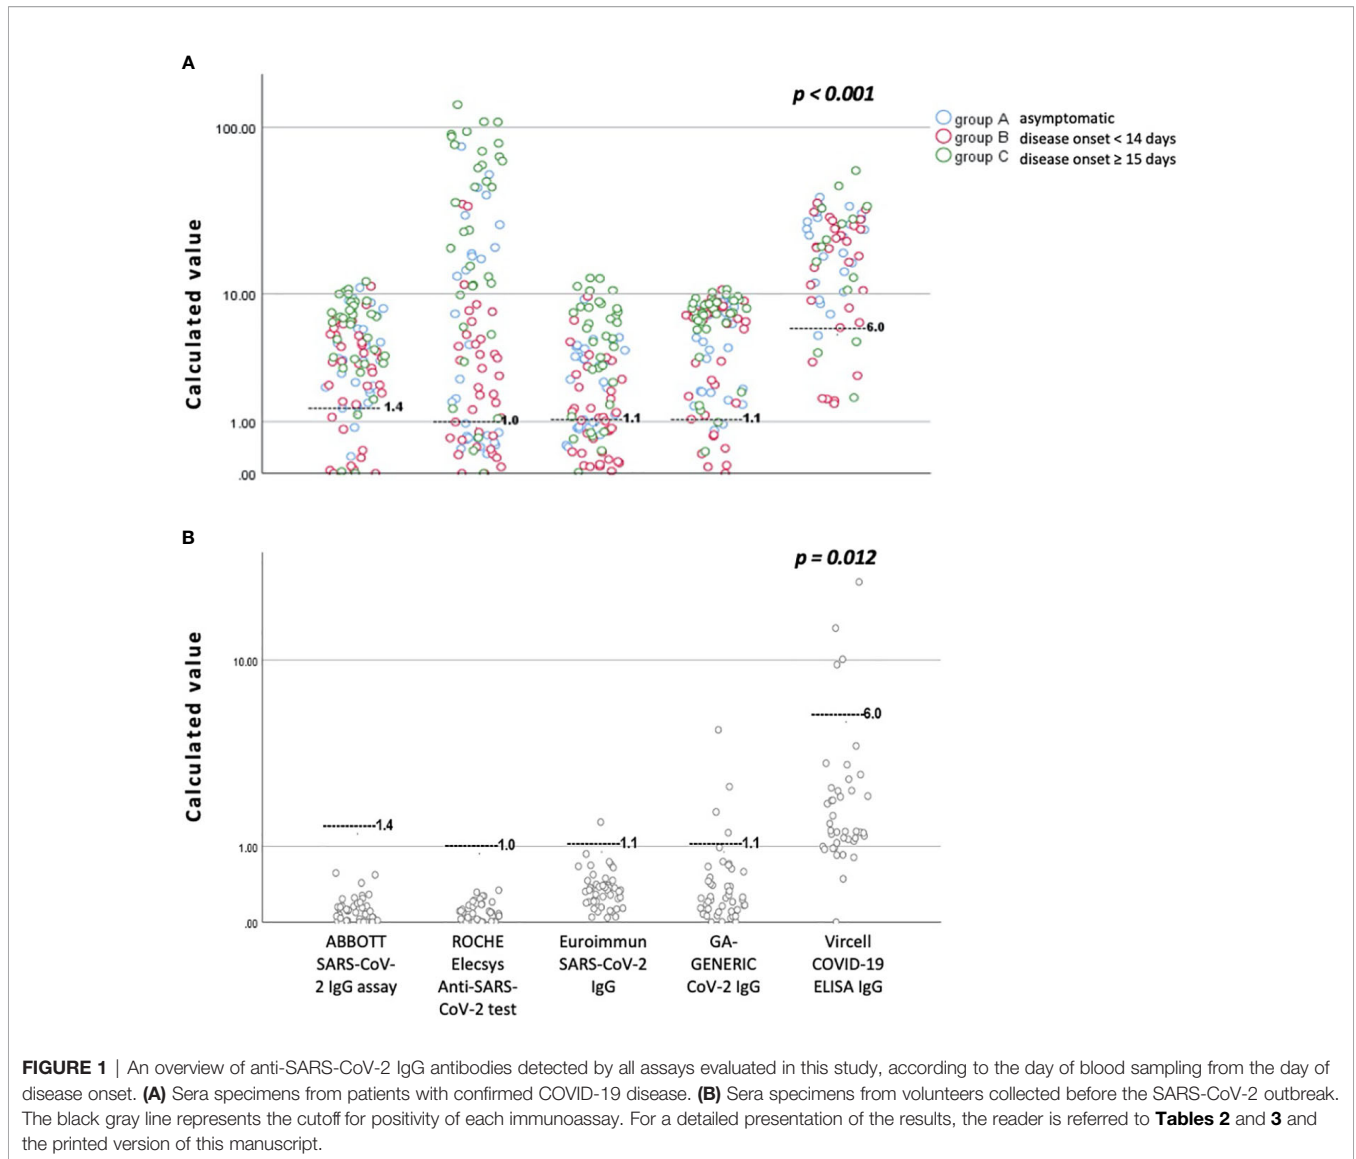 A
p < 0.001
Calculated value
100.00
10.00
1.00
.00
group A asymptomatic
group B disease onset < 14 days
group C disease onset ≥ 15 days
1.4
1.0
1.1
1.1
6.0
B
p = 0.012
Calculated value
10.00
1.00
.00
1.4
1.0
1.1
1.1
6.0
ABBOTT
SARS-CoV-
2 IgG assay
ROCHE
Elecsys
Anti-SARS-
CoV-2 test
Euroimmun
SARS-CoV-2
IgG
GA-
GENERIC
CoV-2 IgG
Vircell
COVID-19
ELISA IgG
FIGURE 1 | An overview of anti-SARS-CoV-2 IgG antibodies detected by all assays evaluated in this study, according to the day of blood sampling from the day of
disease onset. (A) Sera specimens from patients with confirmed COVID-19 disease. (B) Sera specimens from volunteers collected before the SARS-CoV-2 outbreak.
The black gray line represents the cutoff for positivity of each immunoassay. For a detailed presentation of the results, the reader is referred to Tables 2 and 3 and
the printed version of this manuscript.